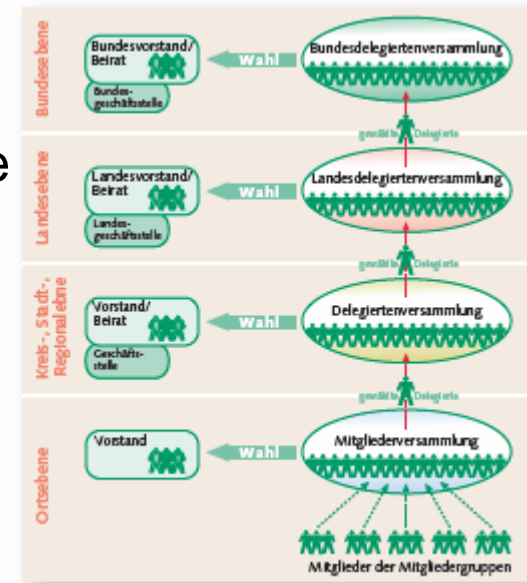 Bundesebene
Bundesvorstand/
Beirat
Bundes-
geschäftsstelle
Wahl
Bundesdelegiertenversammlung
gewählte Delegierte
e
Landesebene
Landesvorstand/
Beirat
Landes-
geschäftsstelle
Wahl
Landesdelegiertenversammlung
gewählte Delegierte
Kreis-, Stadt-,
Regionalebne
Vorstand/
Beirat
Geschäfts-
stelle
Wahl
Delegiertenversammlung
gewählte Delegierte
Ortsebene
Vorstand
Wahl
Mitgliederversammlung
Mitglieder der Mitgliedergruppen